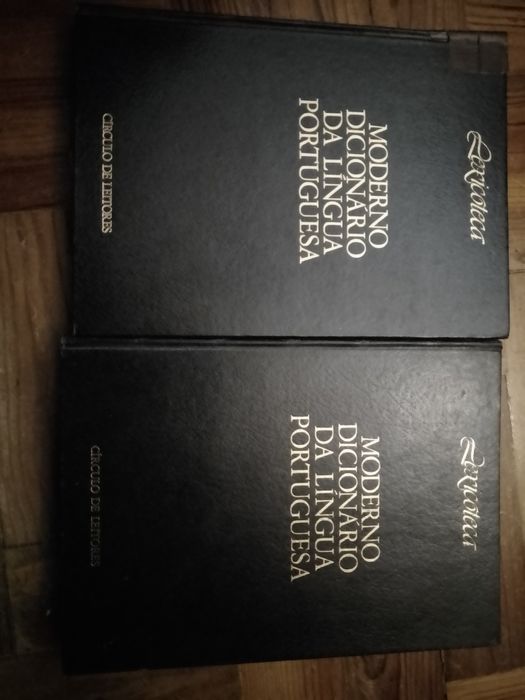 Lexicoteca
MODERNO
DICIONÁRIO
DA LÍNGUA
PORTUGUESA
CÍRCULO DE LEITORES
Lexicoteca
MODERNO
DICIONÁRIO
DA LÍNGUA
PORTUGUESA
CÍRCULO DE LEITORES